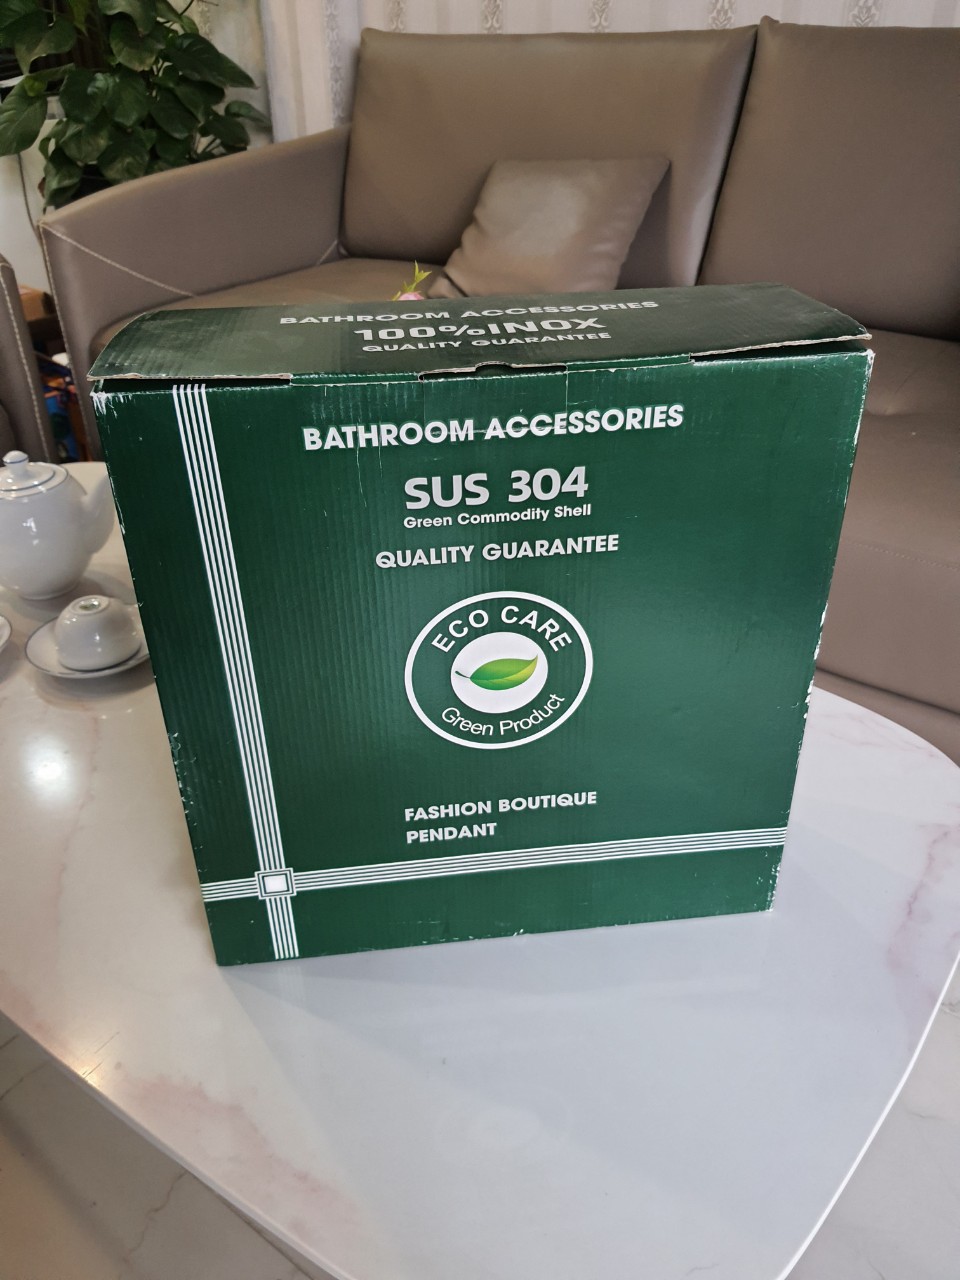 BATHROOM ACCESSORIES
100%INOX
QUALITY GUARANTEE
BATHROOM ACCESSORIES
SUS 304
Green Commodity Shell
QUALITY GUARANTEE
ECO CARE
Green Product
FASHION BOUTIQUE
PENDANT